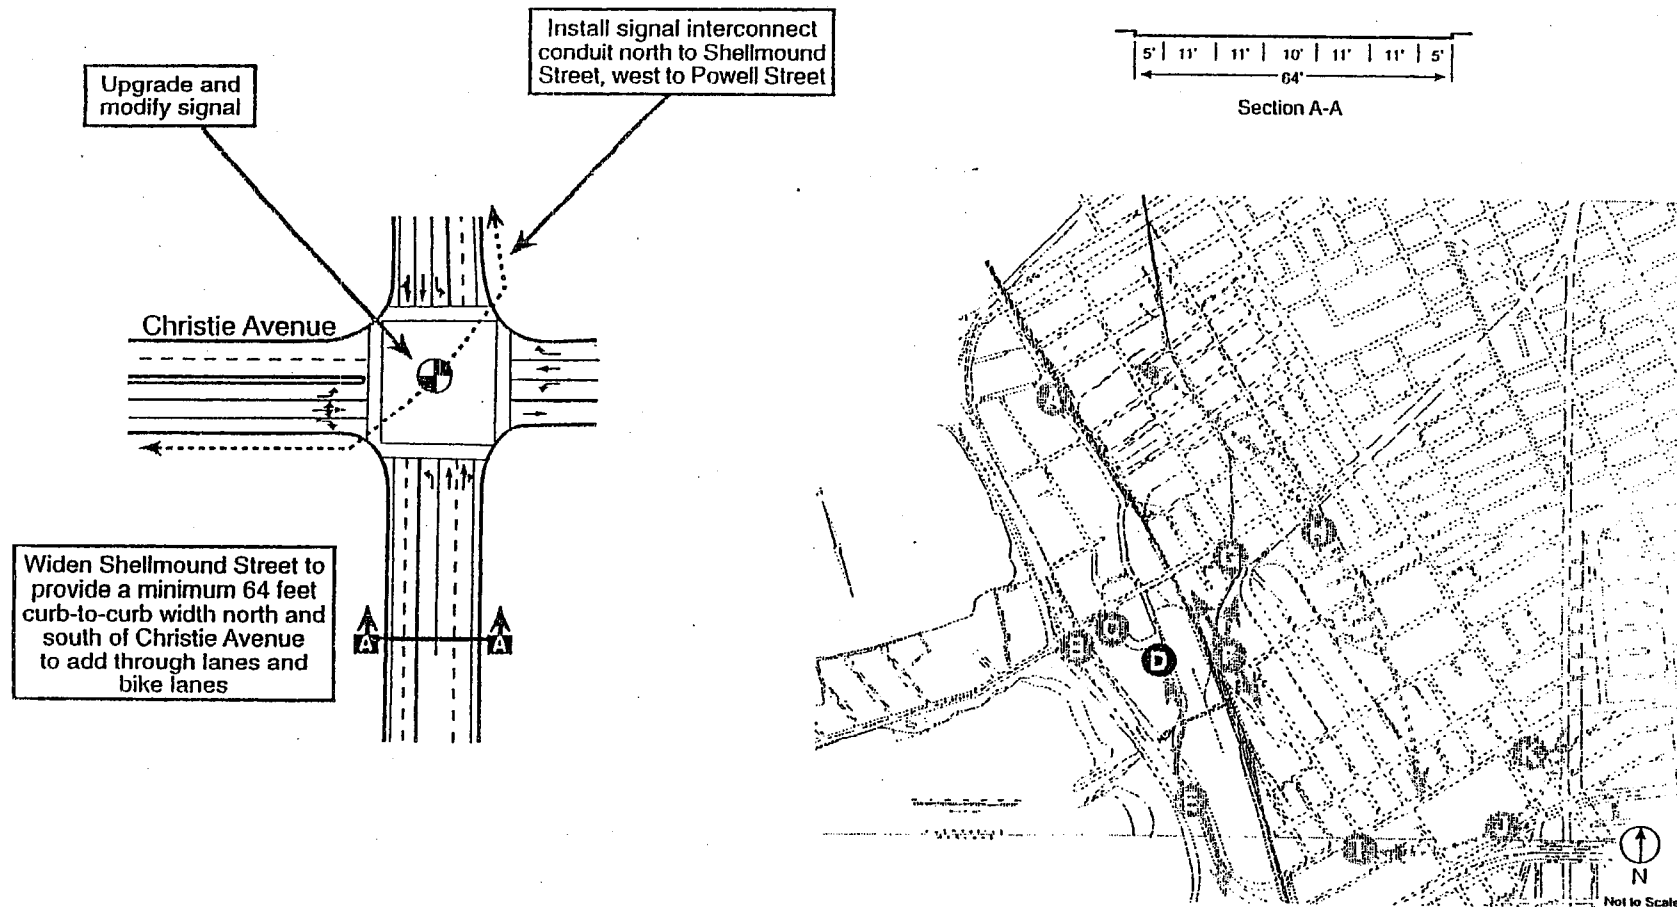 Install signal interconnect
conduit north to Shellmound
Street, west to Powell Street
Upgrade and
modify signal
5' 11' 11' 10' 11' 11' 5'
64'
Section A-A
Christie Avenue
Widen Shellmound Street to
provide a minimum 64 feet
curb-to-curb width north and
south of Christie Avenue
to add through lanes and
bike lanes
A A
A
H
G
B
D
E
K
J
I
N
Not to Scale